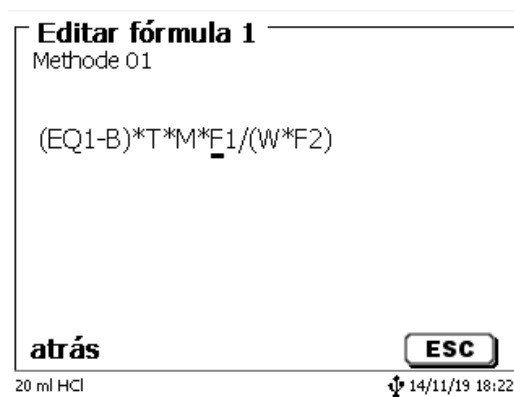 Editar fórmula 1
Methode 01
(EQ1-B)*T*M*F1/(W*F2)
atrás ESC
20 ml HCl 14/11/19 18:22